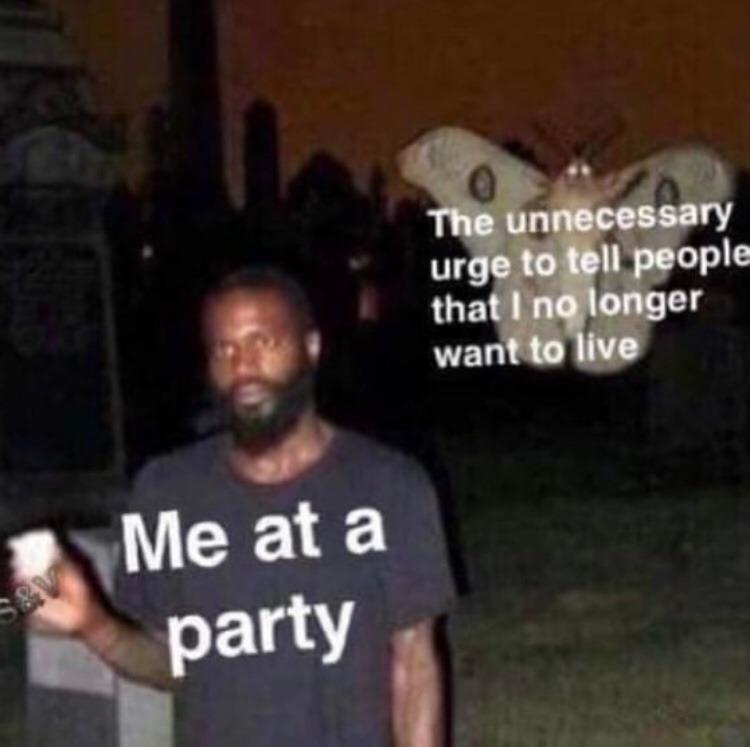 The unnecessary
urge to tell people
that I no longer
want to live
Me at a
party
S&V